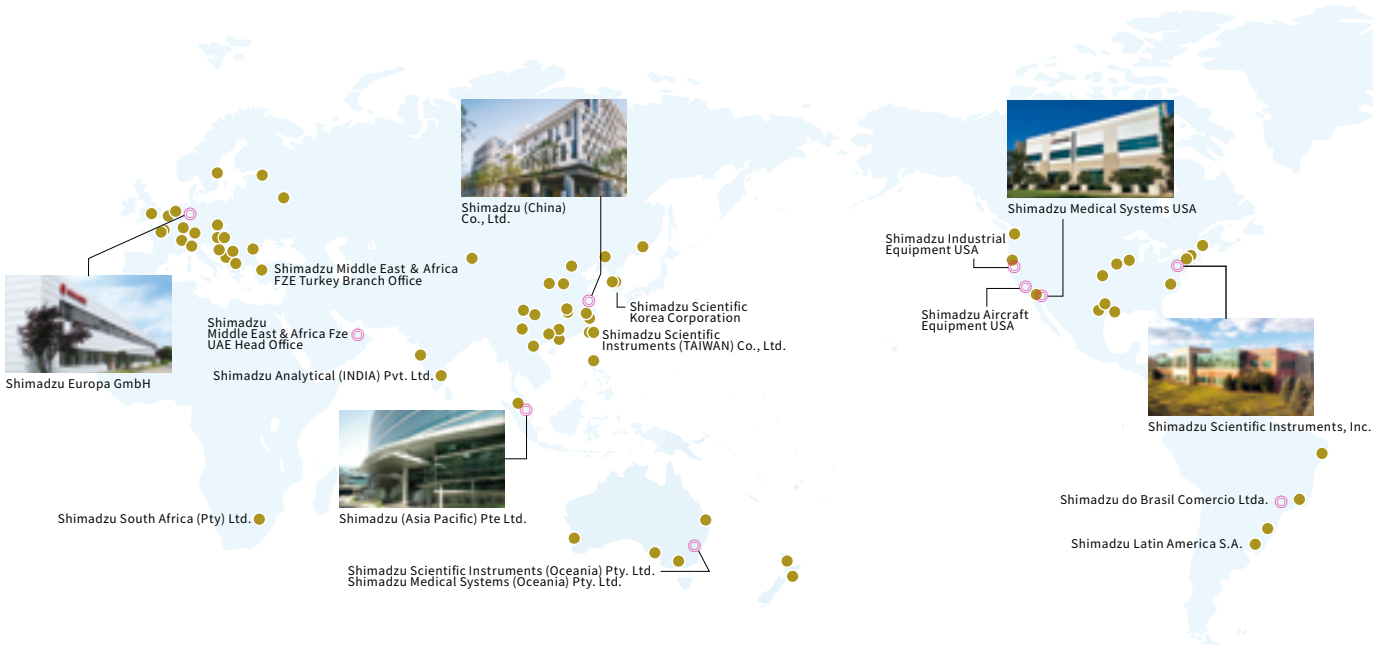 Shimadzu (China)
Co., Ltd.
Shimadzu Medical Systems USA
Shimadzu Industrial
Equipment USA
Shimadzu Middle East & Africa
FZE Turkey Branch Office
Shimadzu Scientific
Korea Corporation
Shimadzu Aircraft
Equipment USA
Shimadzu
Middle East & Africa Fze
UAE Head Office
Shimadzu Scientific
Instruments (TAIWAN) Co., Ltd.
Shimadzu Europa GmbH
Shimadzu Analytical (INDIA) Pvt. Ltd.
Shimadzu Scientific Instruments, Inc.
Shimadzu do Brasil Comercio Ltda.
Shimadzu South Africa (Pty) Ltd.
Shimadzu (Asia Pacific) Pte Ltd.
Shimadzu Latin America S.A.
Shimadzu Scientific Instruments (Oceania) Pty. Ltd.
Shimadzu Medical Systems (Oceania) Pty. Ltd.